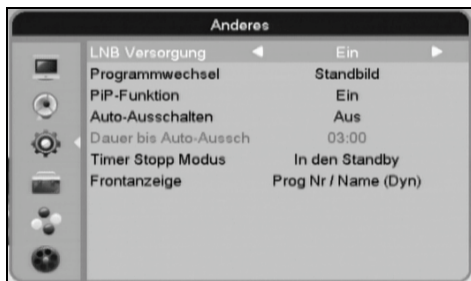 Anderes
LNB Versorgung Ein
Programmwechsel Standbild
PiP-Funktion Ein
Auto-Ausschalten Aus
Dauer bis Auto-Aussch 03:00
Timer Stopp Modus In den Standby
Frontanzeige Prog Nr / Name (Dyn)